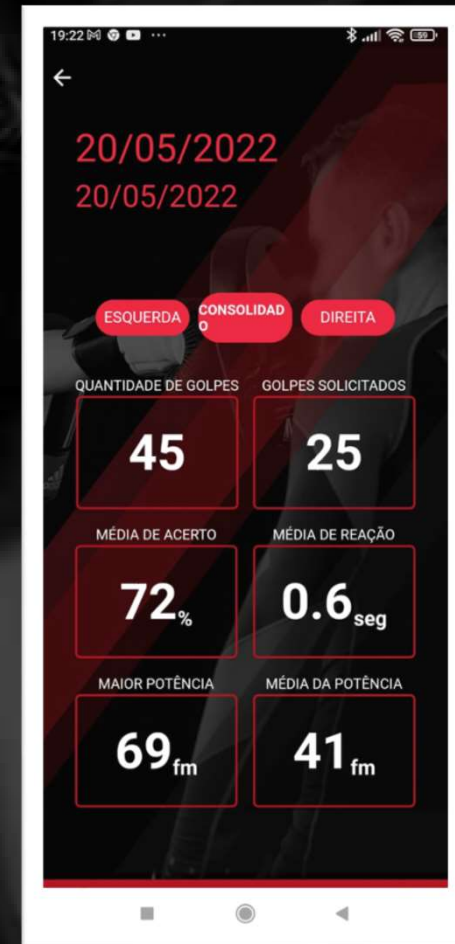 19:22
59
20/05/2022
20/05/2022
ESQUERDA
CONSOLIDAD
O
DIREITA
QUANTIDADE DE GOLPES
GOLPES SOLICITADOS
45
25
MÉDIA DE ACERTO
MÉDIA DE REAÇÃO
72%
0.6seg
MAIOR POTÊNCIA
MÉDIA DA POTÊNCIA
69fm
41fm